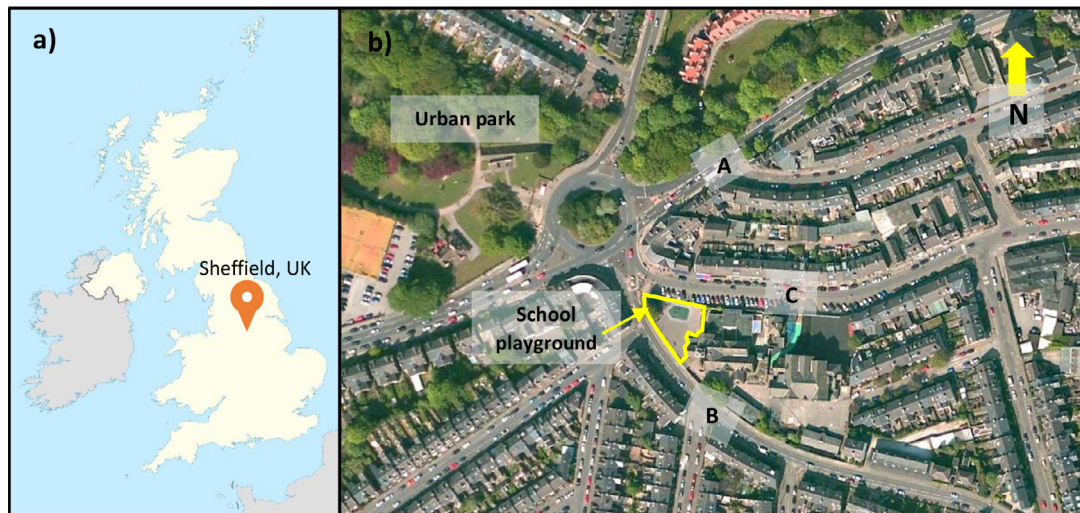 a)
Sheffield, UK
b)
Urban park
N
A
C
School
playground
B